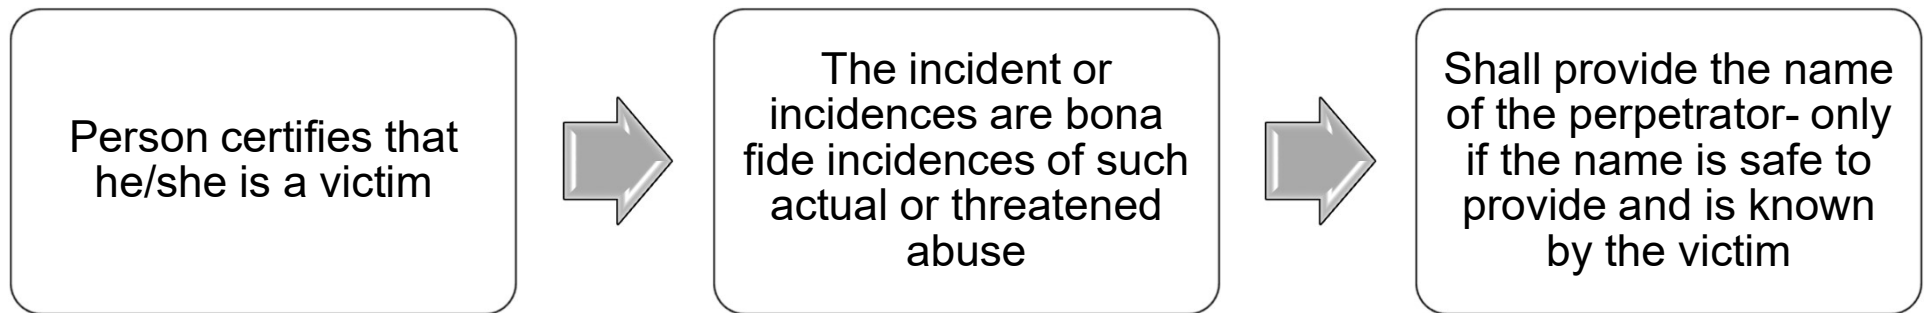 Person certifies that
he/she is a victim
The incident or
incidences are bona
fide incidences of such
actual or threatened
abuse
Shall provide the name
of the perpetrator- only
if the name is safe to
provide and is known
by the victim